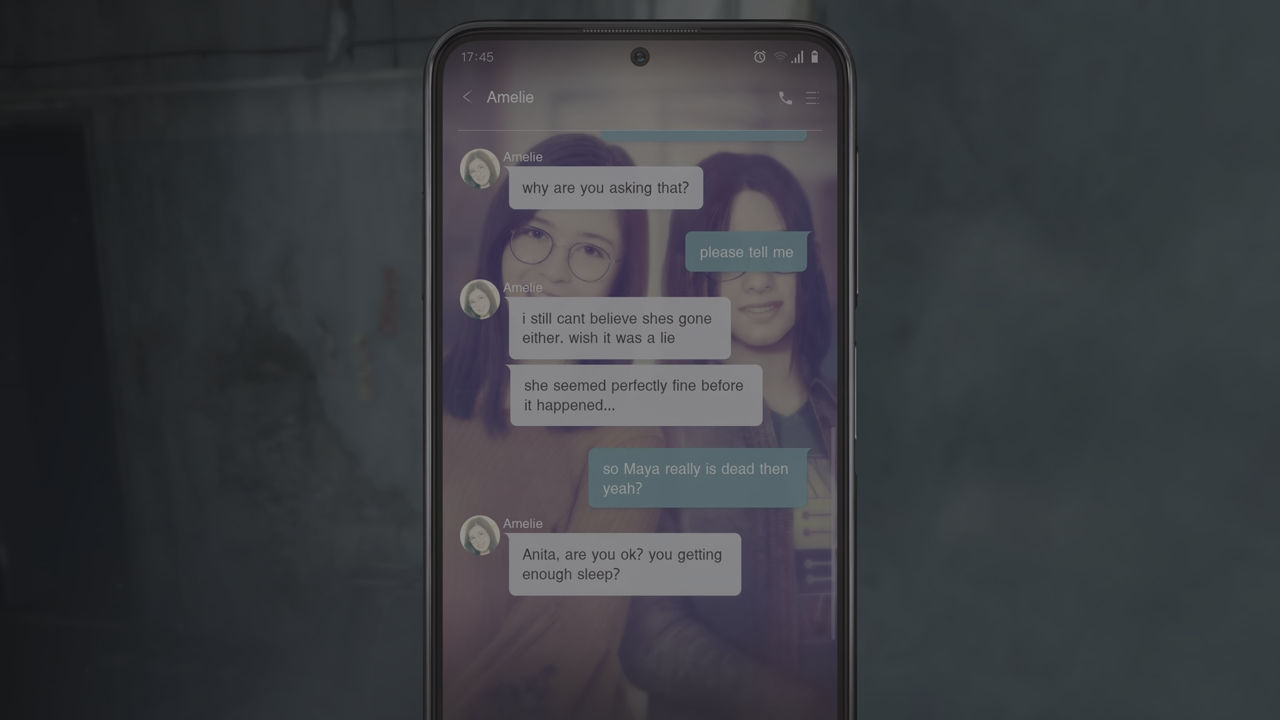 17:45
Amelie
Amelie
why are you asking that?
please tell me
Amelie
i still cant believe shes gone
either. wish it was a lie
she seemed perfectly fine before
it happened...
so Maya really is dead then
yeah?
Amelie
Anita, are you ok? you getting
enough sleep?